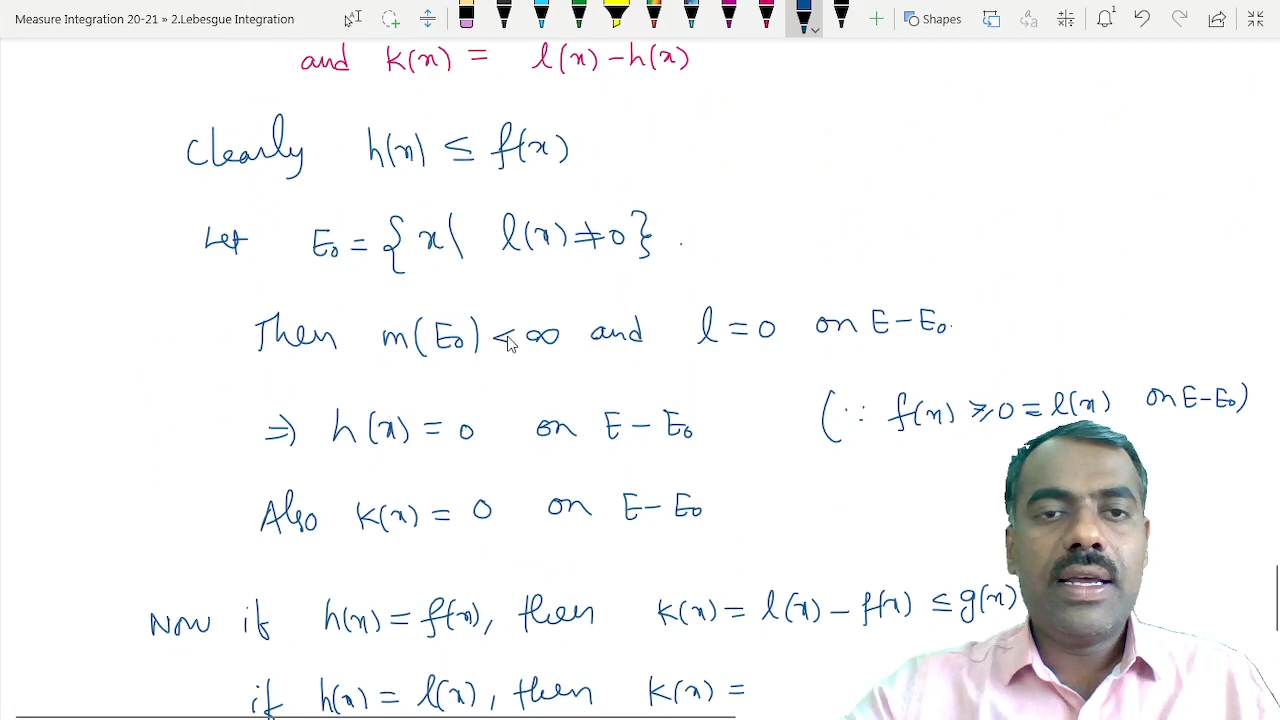 Measure Integration 20-21 » 2.Lebesgue Integration
Shapes
and k(x) = l(x) - h(x)
Clearly h(x) ≤ f(x)
Let E₀ = {x \ l(x) ≠ 0}.
Then m(E₀) < ∞ and l = 0 on E - E₀.
⇒ h(x) = 0 on E - E₀ (∵ f(x) ≥ 0 = l(x) on E - E₀)
Also k(x) = 0 on E - E₀
Now if h(x) = f(x), then k(x) = l(x) - f(x) ≤ g(x)
if h(x) = l(x), then k(x) =